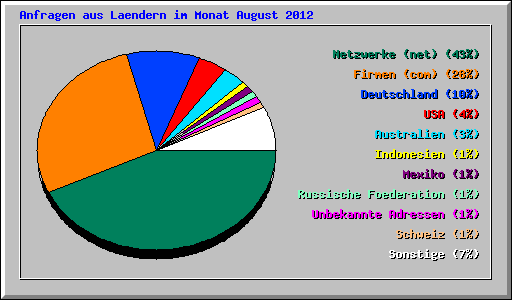 Anfragen aus Laendern im Monat August 2012
Netzwerke (net) (43%)
Firmen (com) (28%)
Deutschland (10%)
USA (4%)
Australien (3%)
Indonesien (1%)
Mexiko (1%)
Russische Foederation (1%)
Unbekannte Adressen (1%)
Schweiz (1%)
Sonstige (7%)